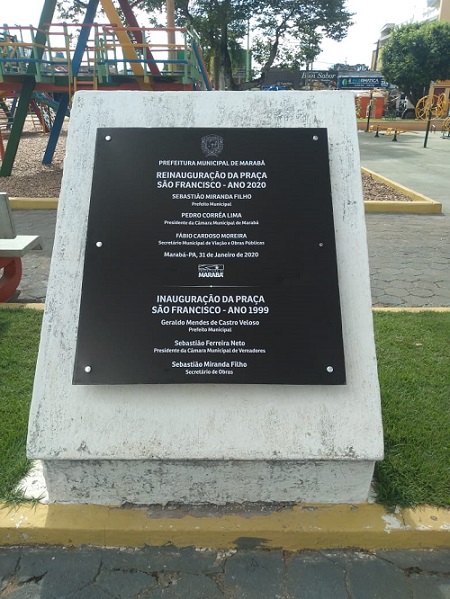 PREFEITURA MUNICIPAL DE MARABÁ
REINAUGURAÇÃO DA PRAÇA
SÃO FRANCISCO - ANO 2020
SEBASTIÃO MIRANDA FILHO
Prefeito Municipal
PEDRO CORRÊA LIMA
Presidente da Câmara Municipal de Marabá
FÁBIO CARDOSO MOREIRA
Secretário Municipal de Viação e Obras Públicas
Marabá-PA, 31 de Janeiro de 2020
MARABÁ
INAUGURAÇÃO DA PRAÇA
SÃO FRANCISCO - ANO 1999
Geraldo Mendes de Castro Veloso
Prefeito Municipal
Sebastião Ferreira Neto
Presidente da Câmara Municipal de Vereadores
Sebastião Miranda Filho
Secretário de Obras